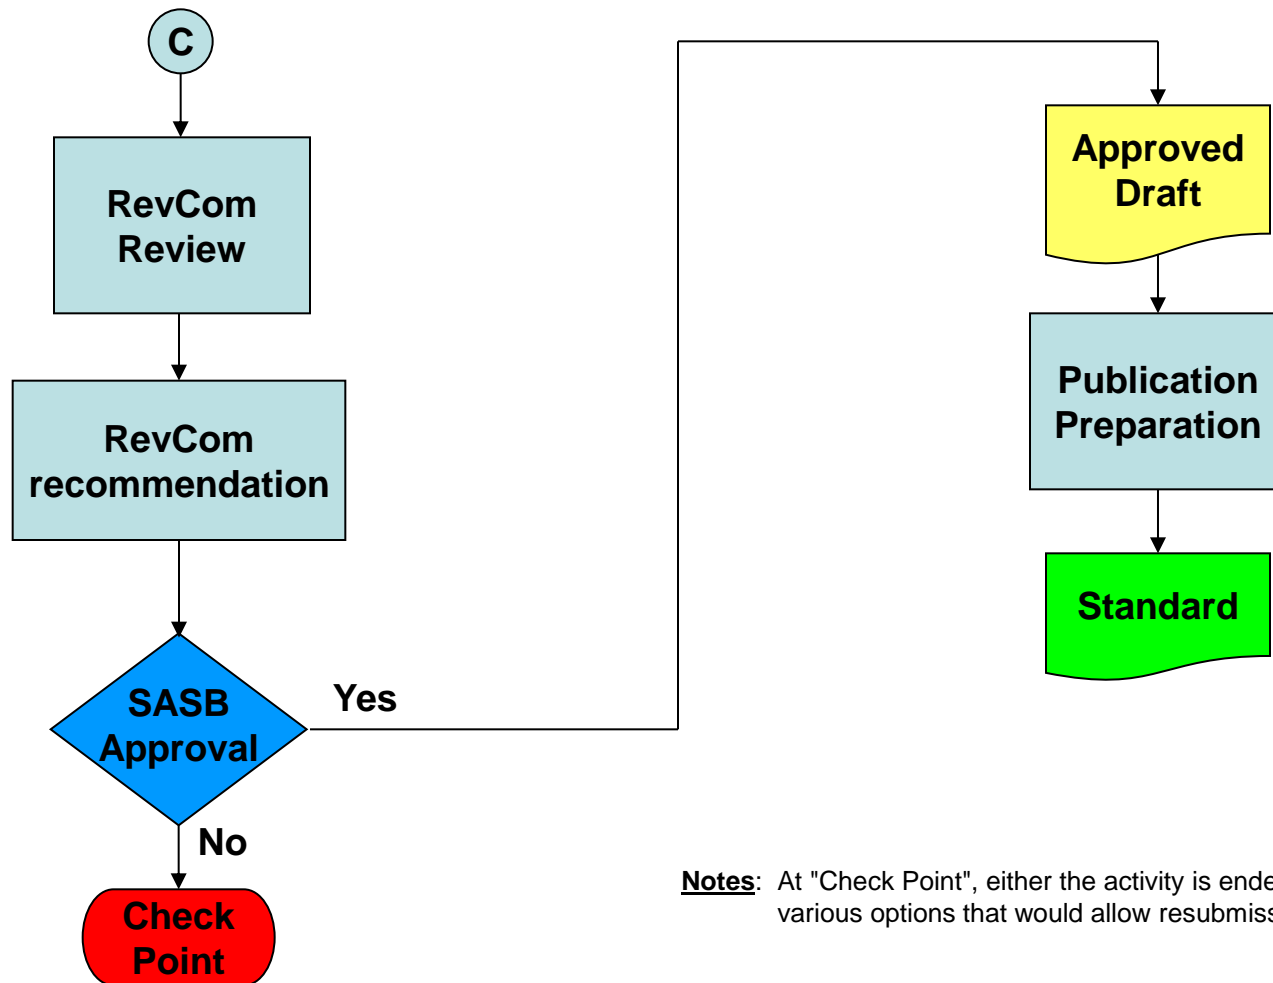 C
RevCom
Review
RevCom
recommendation
SASB
Approval
Yes
No
Check
Point
Approved
Draft
Publication
Preparation
Standard
Notes: At "Check Point", either the activity is
various options that would allow